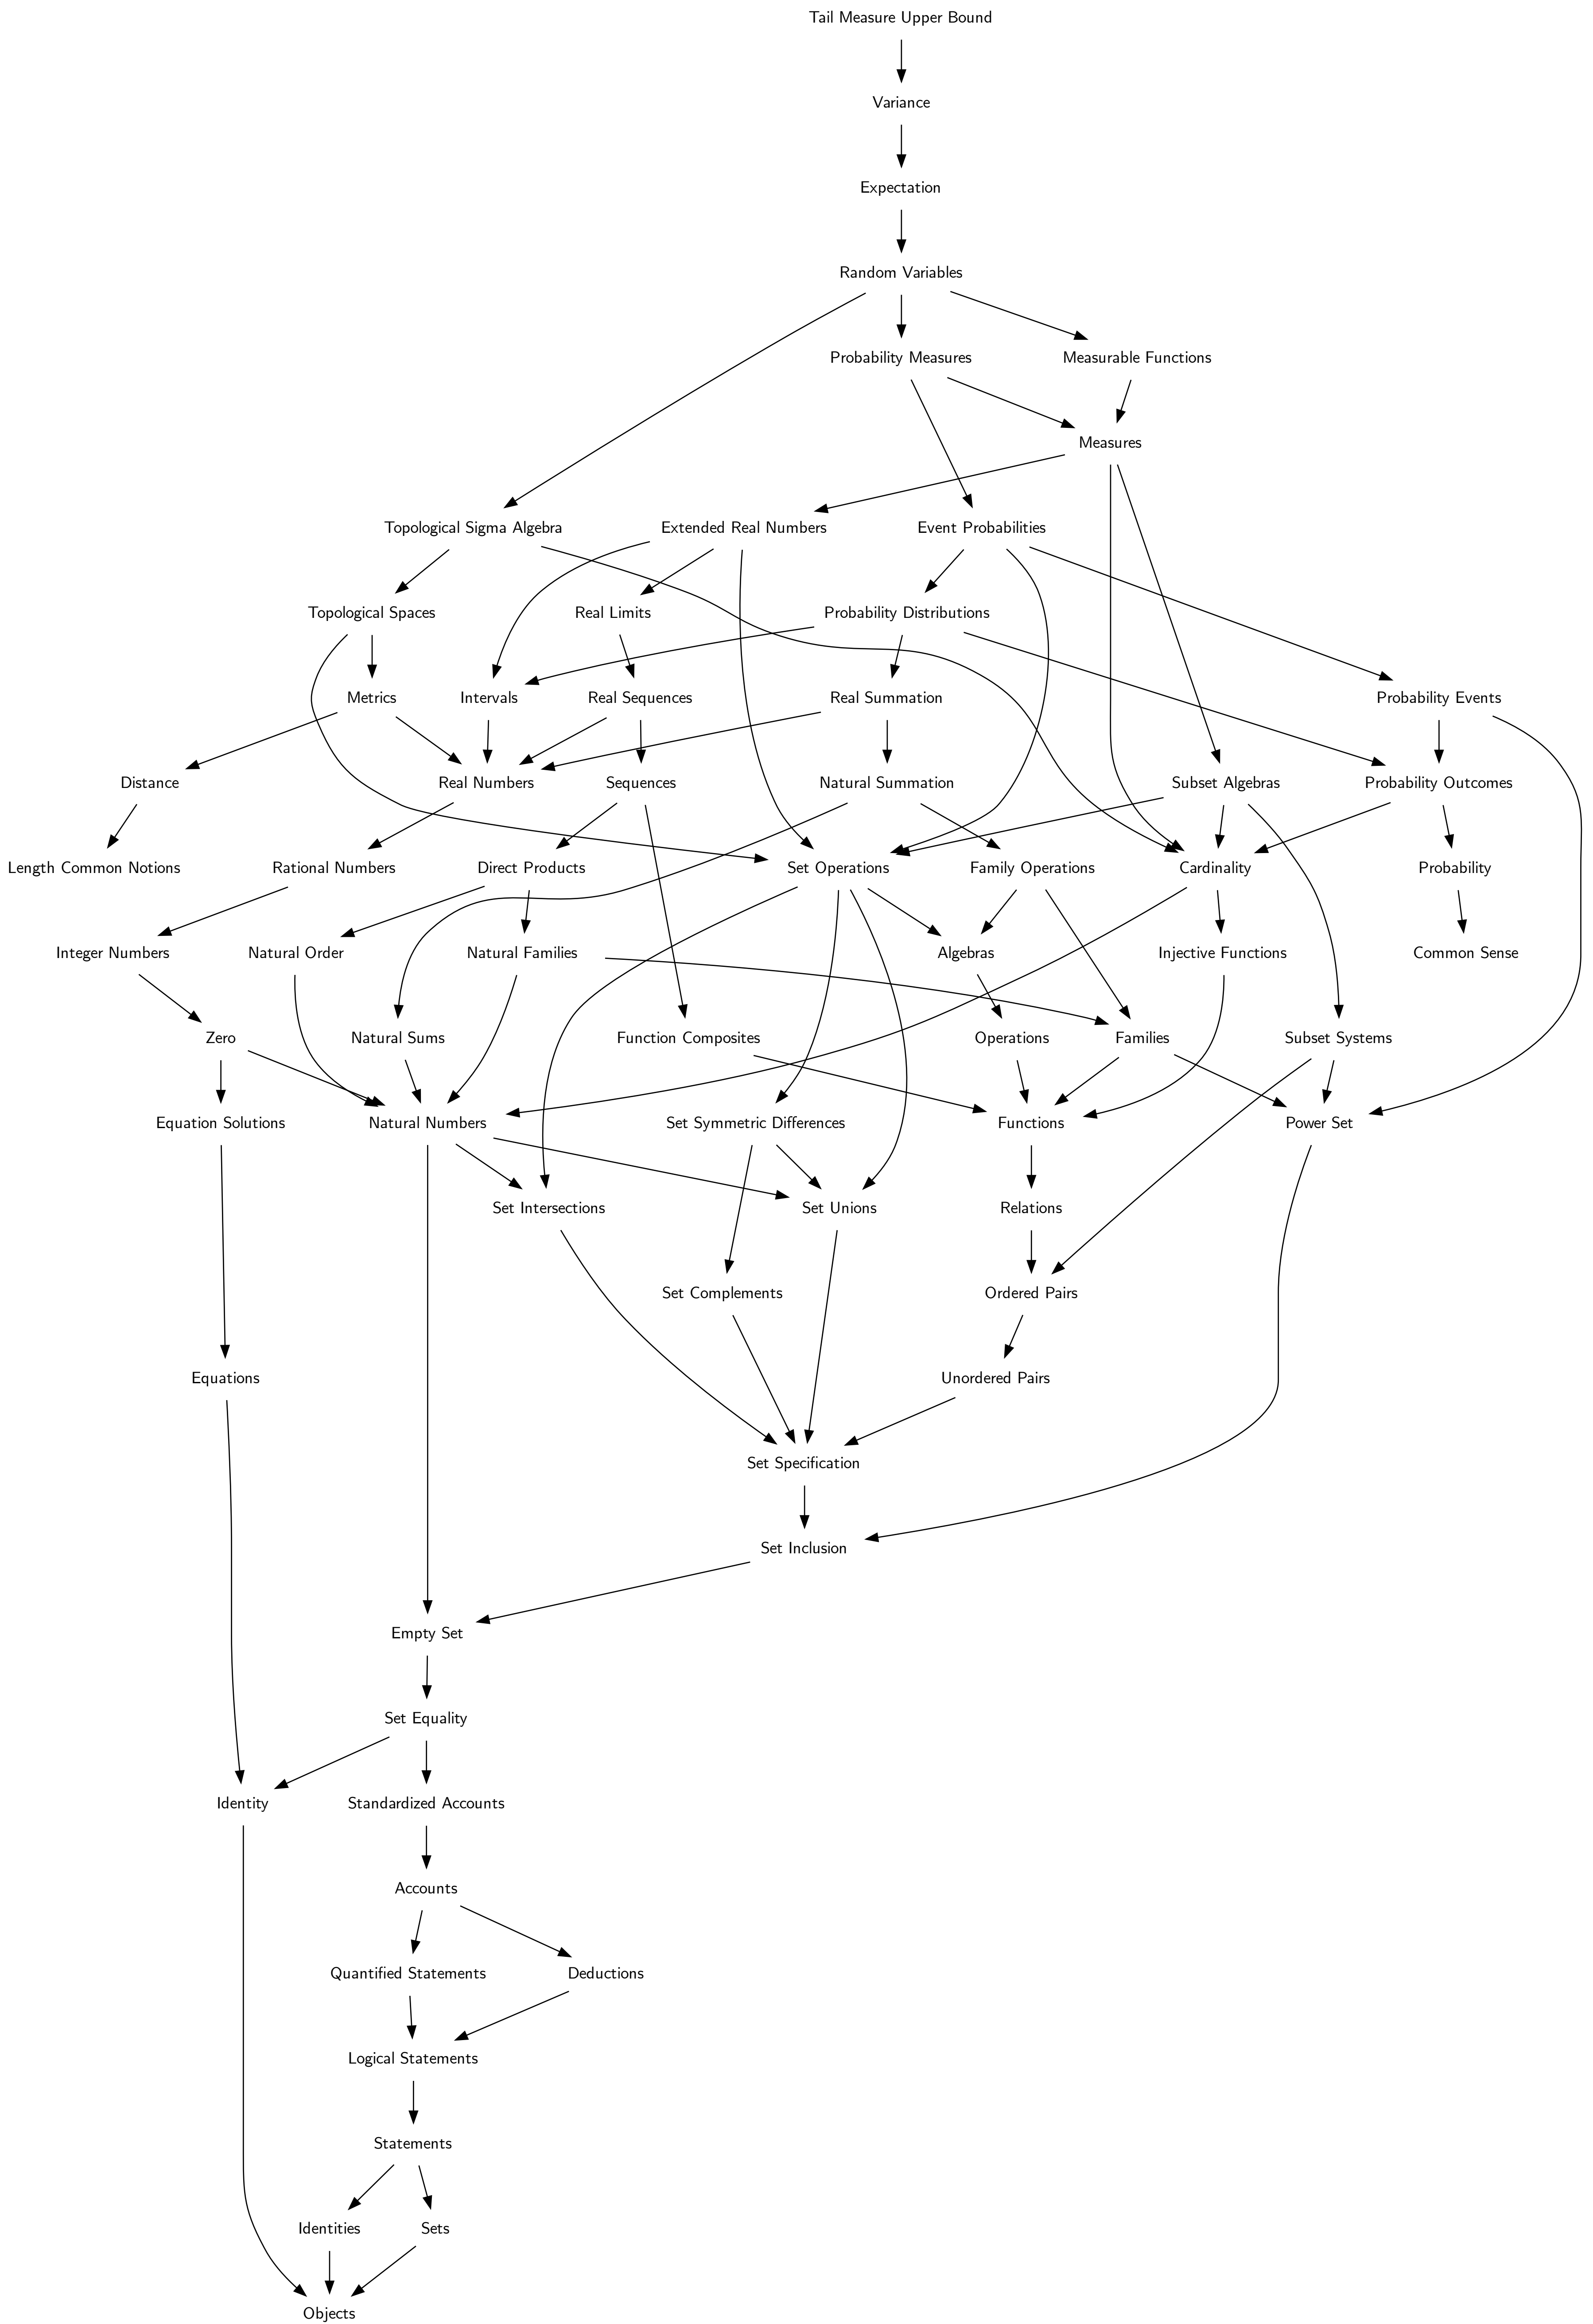 Tail Measure Upper Bound
Variance
Expectation
Random Variables
Probability Measures
Measurable Functions
Measures
Topological Sigma Algebra
Extended Real Numbers
Event Probabilities
Topological Spaces
Real Limits
Probability Distributions
Metrics
Intervals
Real Sequences
Real Summation
Probability Events
Distance
Real Numbers
Sequences
Natural Summation
Subset Algebras
Probability Outcomes
Length Common Notions
Rational Numbers
Direct Products
Set Operations
Family Operations
Cardinality
Probability
Integer Numbers
Natural Order
Natural Families
Algebras
Injective Functions
Common Sense
Zero
Natural Sums
Function Composites
Operations
Families
Subset Systems
Equation Solutions
Natural Numbers
Set Symmetric Differences
Functions
Power Set
Set Intersections
Set Unions
Relations
Set Complements
Ordered Pairs
Equations
Unordered Pairs
Set Specification
Set Inclusion
Empty Set
Set Equality
Identity
Standardized Accounts
Accounts
Quantified Statements
Deductions
Logical Statements
Statements
Identities
Sets
Objects